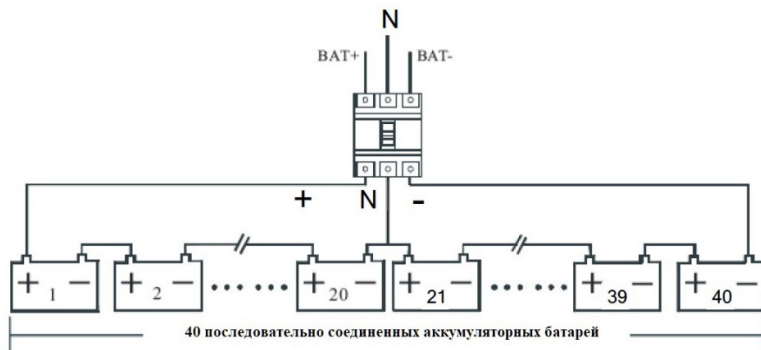 N
BAT+ BAT-
+ N -
+ - + - + - + - + - + -
1 2 20 21 39 40
40 последовательно соединенных аккумуляторных батарей